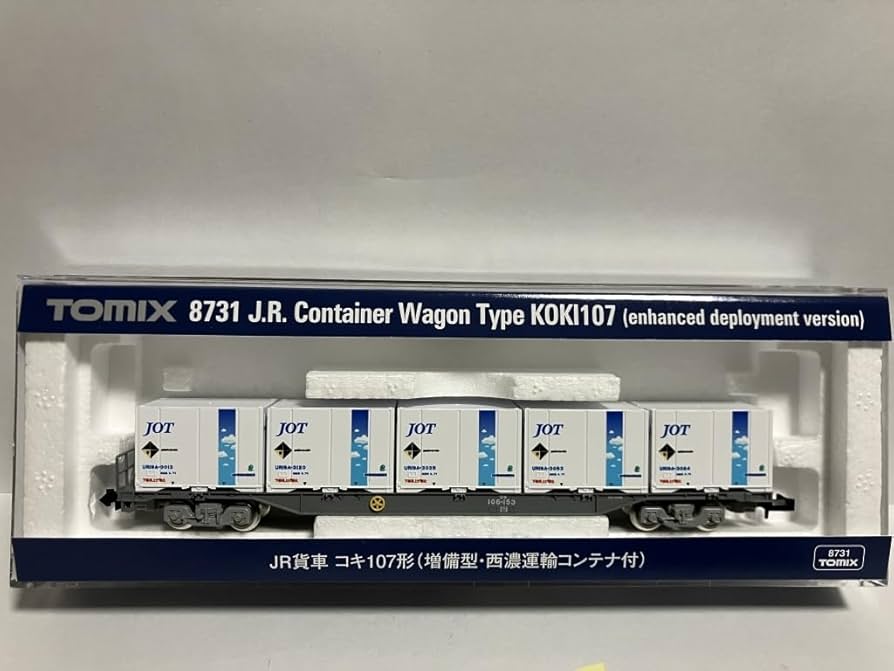 TOMIX 8731 J.R. Container Wagon Type KOKI107 (enhanced deployment version)
JOT JOT JOT JOT JOT
106-153
JR貨車 コキ107形(増備型・西濃運輸コンテナ付)
8731
TOMIX